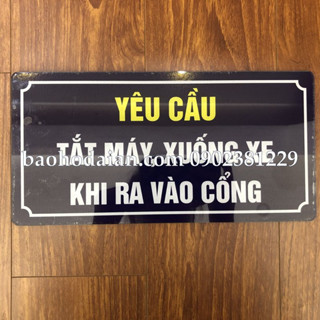 YÊU CẦU
TẮT MÁY, XUỐNG XE
baohodaian.com-0902881229
KHI RA VÀO CỔNG